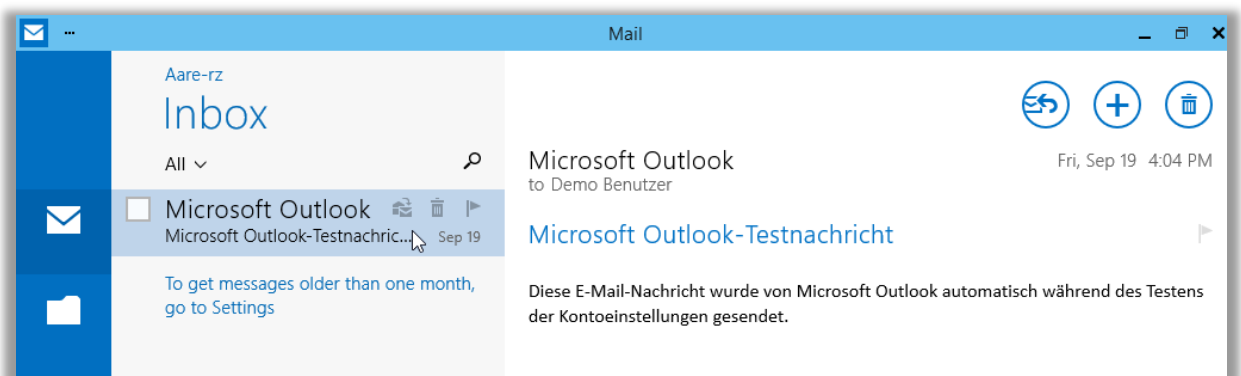 Mail
Aare-rz
Inbox
All
Microsoft Outlook
Microsoft Outlook-Testnachric...
Sep 19
To get messages older than one month,
go to Settings
Microsoft Outlook
Fri, Sep 19 4:04 PM
to Demo Benutzer
Microsoft Outlook-Testnachricht
Diese E-Mail-Nachricht wurde von Microsoft Outlook automatisch während des Testens
der Kontoeinstellungen gesendet.